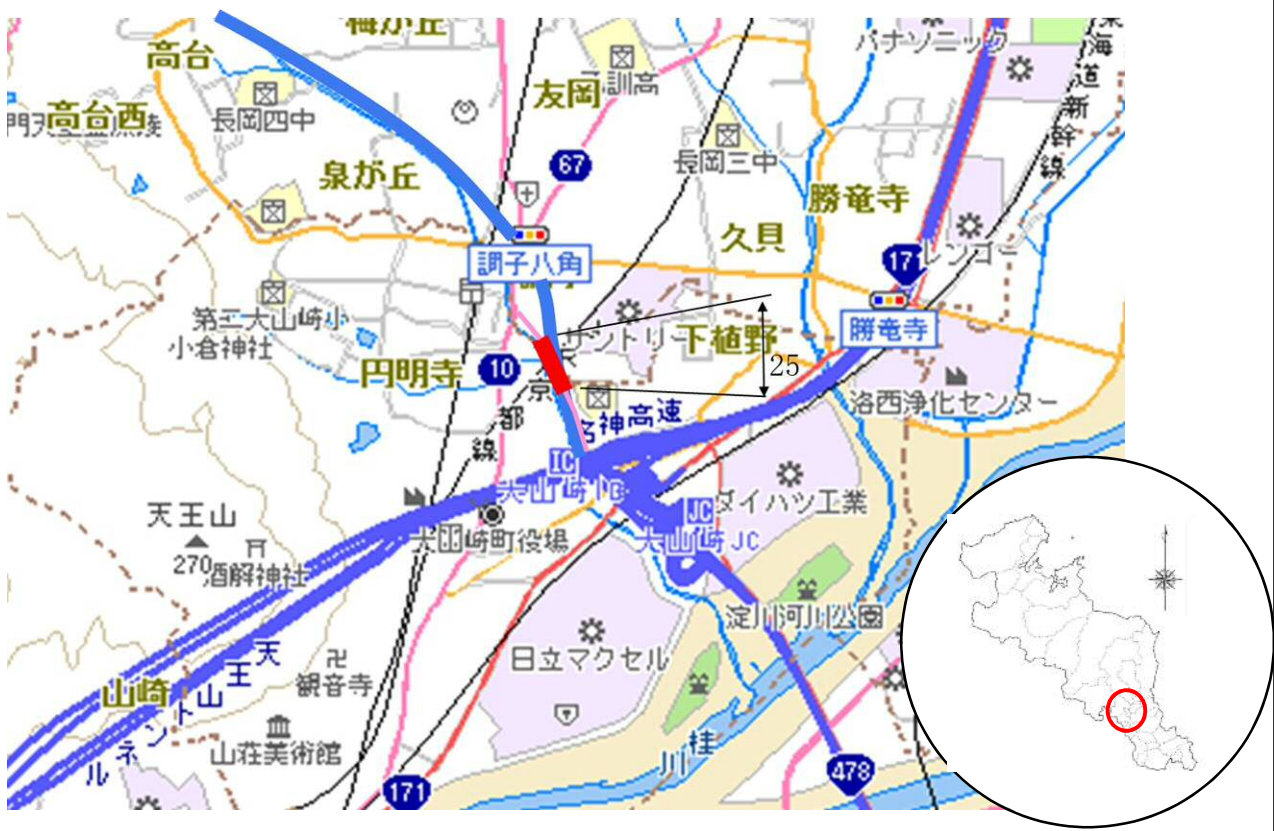 梅が丘
パナソニック
高台
海道新幹線
友岡
長岡四中
高台西
長岡三中
67
泉が丘
勝竜寺
久貝
171
レンゴー
調子八角
第二大山崎小
小倉神社
サントリー
下植野
勝竜寺
円明寺
10
25
京都線
洛西浄化センター
名神高速
IC
大山崎IC
JC
ダイハツ工業
天王山
大山崎町役場
大山崎JC
270
酒解神社
淀川河川公園
日立マクセル
天王山トンネル
観音寺
山崎
山荘美術館
桂川
478
171